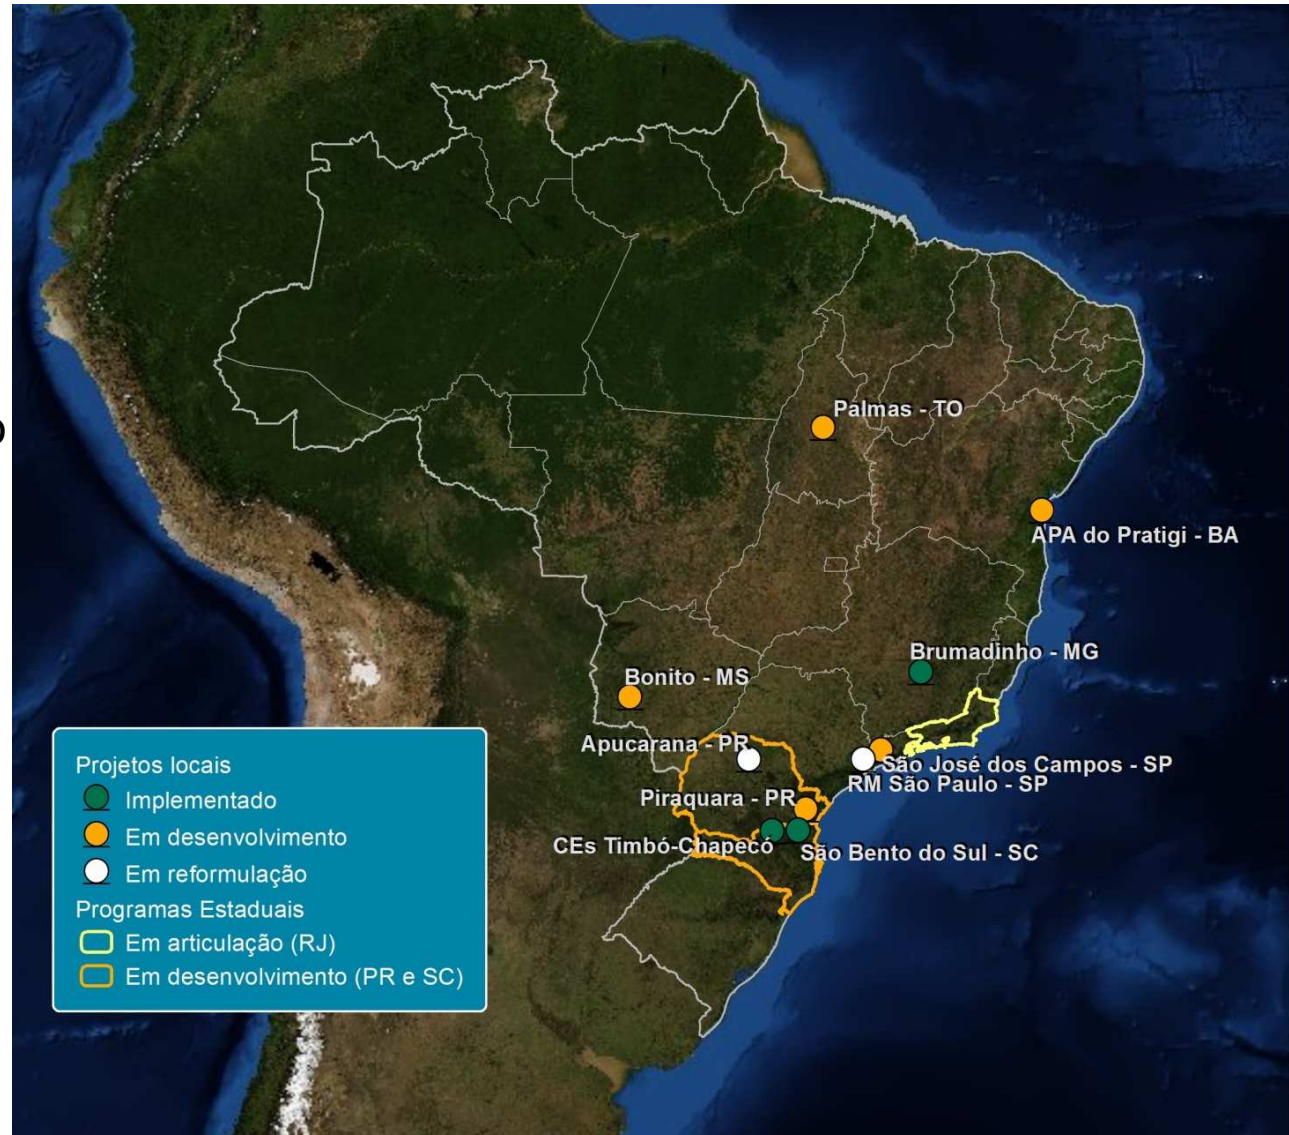 Palmas - TO
APA do Pratigi - BA
Brumadinho - MG
Bonito - MS
Apucarana - PR
São José dos Campos - SP
RM São Paulo - SP
Piraquara - PR
CEs Timbó-Chapecó
São Bento do Sul - SC
Projetos locais
Implementado
Em desenvolvimento
Em reformulação
Programas Estaduais
Em articulação (RJ)
Em desenvolvimento (PR e SC)